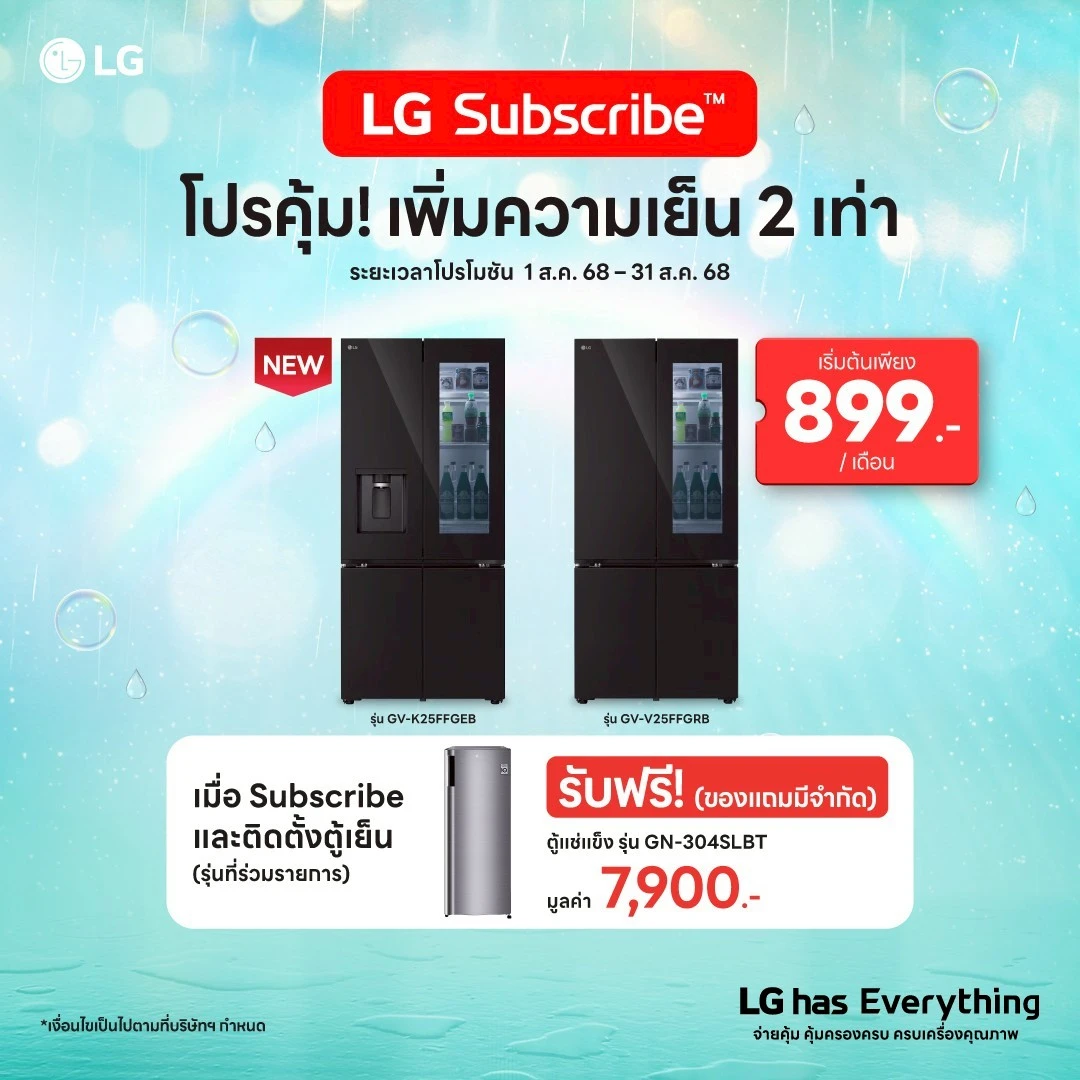 LG
LG Subscribe™
โปรคุ้ม! เพิ่มความเย็น 2 เท่า
ระยะเวลาโปรโมชัน 1 ส.ค. 68 – 31 ส.ค. 68
NEW
LG
LG
เริ่มต้นเพียง
899.-
/ เดือน
รุ่น GV-K25FFGEB
รุ่น GV-V25FFGRB
เมื่อ Subscribe
และติดตั้งตู้เย็น
(รุ่นที่ร่วมรายการ)
รับฟรี! (ของแถมมีจำกัด)
ตู้แช่แข็ง รุ่น GN-304SLBT
มูลค่า 7,900.-
LG has Everything
จ่ายคุ้ม คุ้มครองครบ ครบเครื่องคุณภาพ
*เงื่อนไขเป็นไปตามที่บริษัทฯ กำหนด